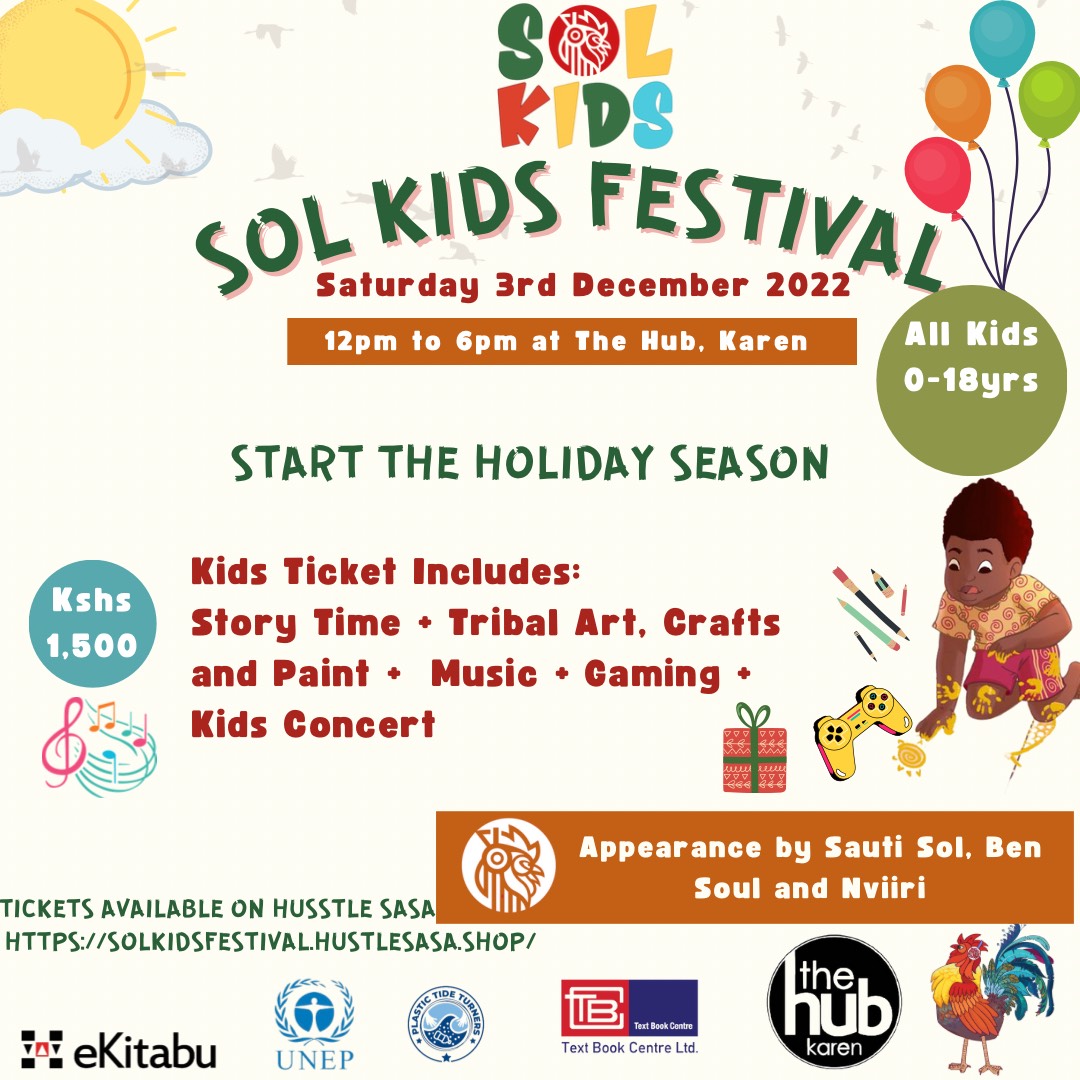 SOL
KIDS
SOL KIDS FESTIVAL
Saturday 3rd December 2022
12pm to 6pm at The Hub, Karen
All Kids
0-18yrs
START THE HOLIDAY SEASON
Kshs
1,500
Kids Ticket Includes:
Story Time + Tribal Art, Crafts
and Paint + Music + Gaming +
Kids Concert
Appearance by Sauti Sol, Ben
Soul and Nviiri
TICKETS AVAILABLE ON HUSSTLE SASA
HTTPS://SOLKIDSFESTIVAL.HUSTLESASA.SHOP/
eKitabu
UNEP
PLASTIC TIDE TURNERS
TBC
Text Book Centre
Text Book Centre Ltd.
the
hub
karen